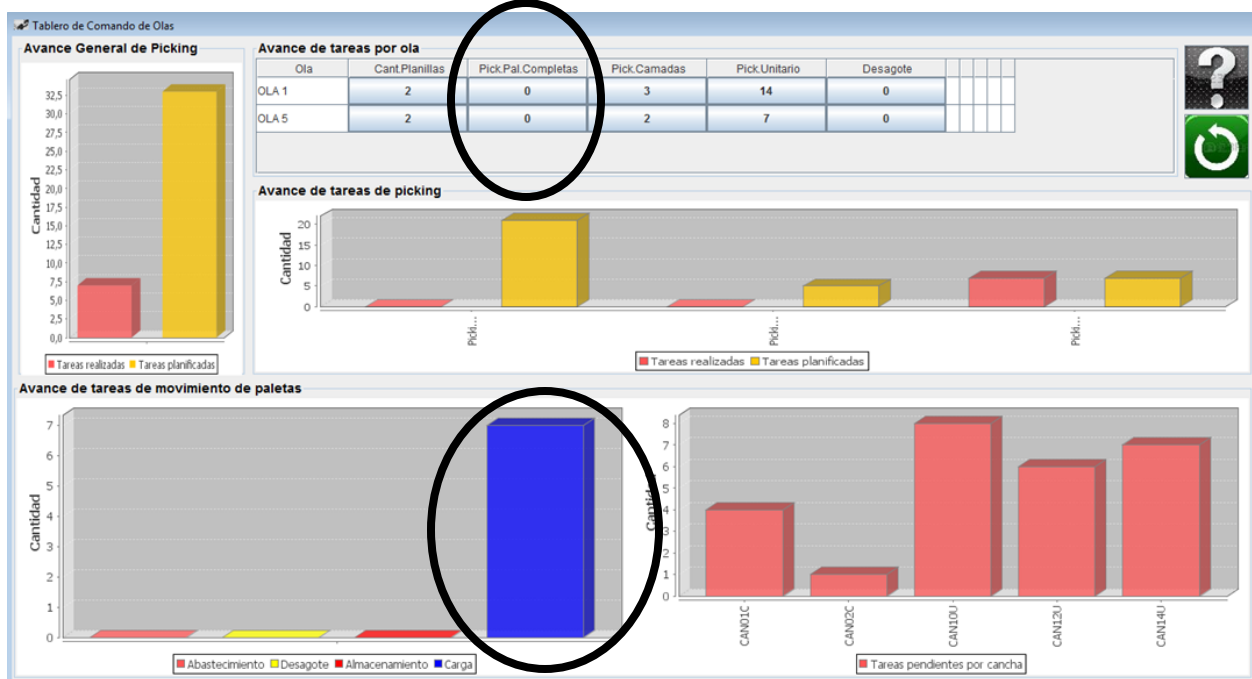 Tablero de Comando de Olas
Avance General de Picking
Cantidad
32,5
30,0
27,5
25,0
22,5
20,0
17,5
15,0
12,5
10,0
7,5
5,0
2,5
0,0
Tareas realizadas Tareas planificadas
Avance de tareas por ola
Ola Cant.Planillas Pick.Pal.Completas Pick.Camadas Pick.Unitario Desagote
OLA 1 2 0 3 14 0
OLA 5 2 0 2 7 0
?
Avance de tareas de picking
Cantidad
20
15
10
5
0
Picki...
Picki...
Picki...
Tareas realizadas Tareas planificadas
Avance de tareas de movimiento de paletas
Cantidad
7
6
5
4
3
2
1
0
Abastecimiento Desagote Almacenamiento Carga
Cantidad
8
7
6
5
4
3
2
1
0
CAN01C
CAN02C
CAN10U
CAN12U
CAN14U
Tareas pendientes por cancha